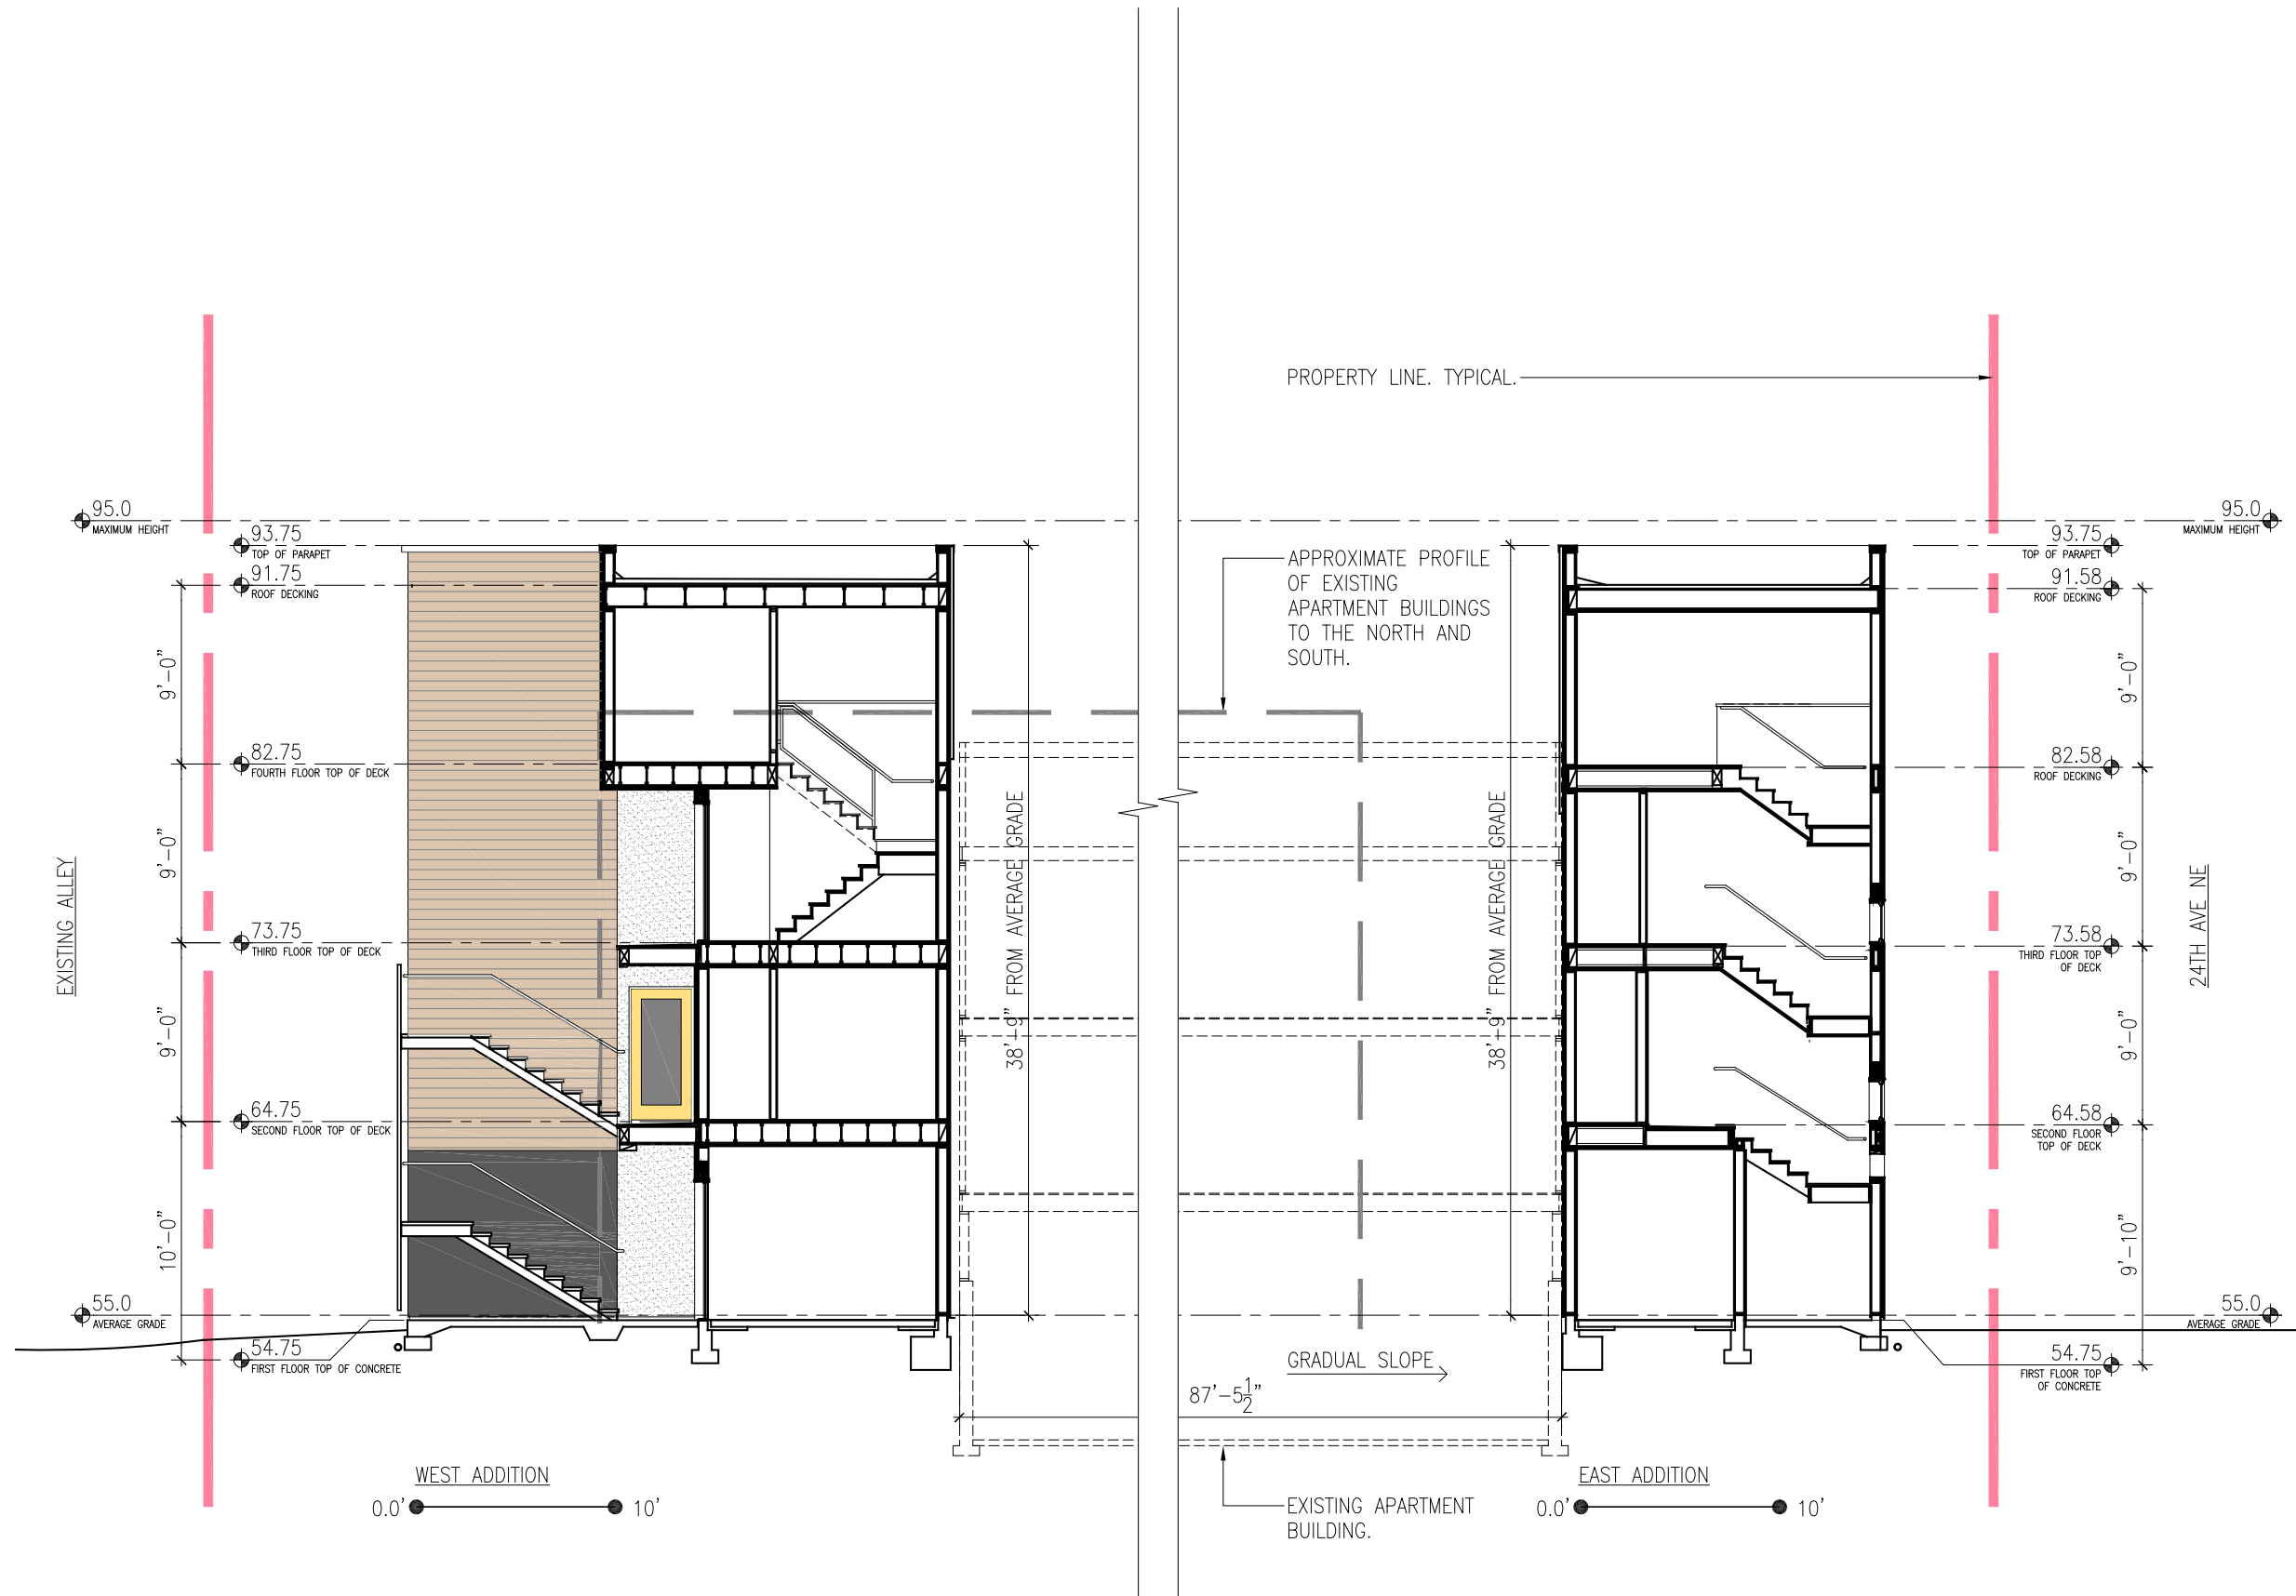 PROPERTY LINE. TYPICAL.
95.0
MAXIMUM HEIGHT
93.75
TOP OF PARAPET
91.75
ROOF DECKING
9'-0"
82.75
FOURTH FLOOR TOP OF DECK
9'-0"
73.75
THIRD FLOOR TOP OF DECK
9'-0"
64.75
SECOND FLOOR TOP OF DECK
10'-0"
55.0
AVERAGE GRADE
54.75
FIRST FLOOR TOP OF CONCRETE
EXISTING ALLEY
APPROXIMATE PROFILE
OF EXISTING
APARTMENT BUILDINGS
TO THE NORTH AND
SOUTH.
38'-9" FROM AVERAGE GRADE
38'-9" FROM AVERAGE GRADE
GRADUAL SLOPE
87'-5 1/2"
EXISTING APARTMENT
BUILDING.
95.0
MAXIMUM HEIGHT
93.75
TOP OF PARAPET
91.58
ROOF DECKING
9'-0"
82.58
ROOF DECKING
9'-0"
73.58
THIRD FLOOR TOP
OF DECK
9'-0"
64.58
SECOND FLOOR
TOP OF DECK
9'-10"
55.0
AVERAGE GRADE
54.75
FIRST FLOOR TOP
OF CONCRETE
24TH AVE NE
WEST ADDITION
0.0' 10'
EAST ADDITION
0.0' 10'